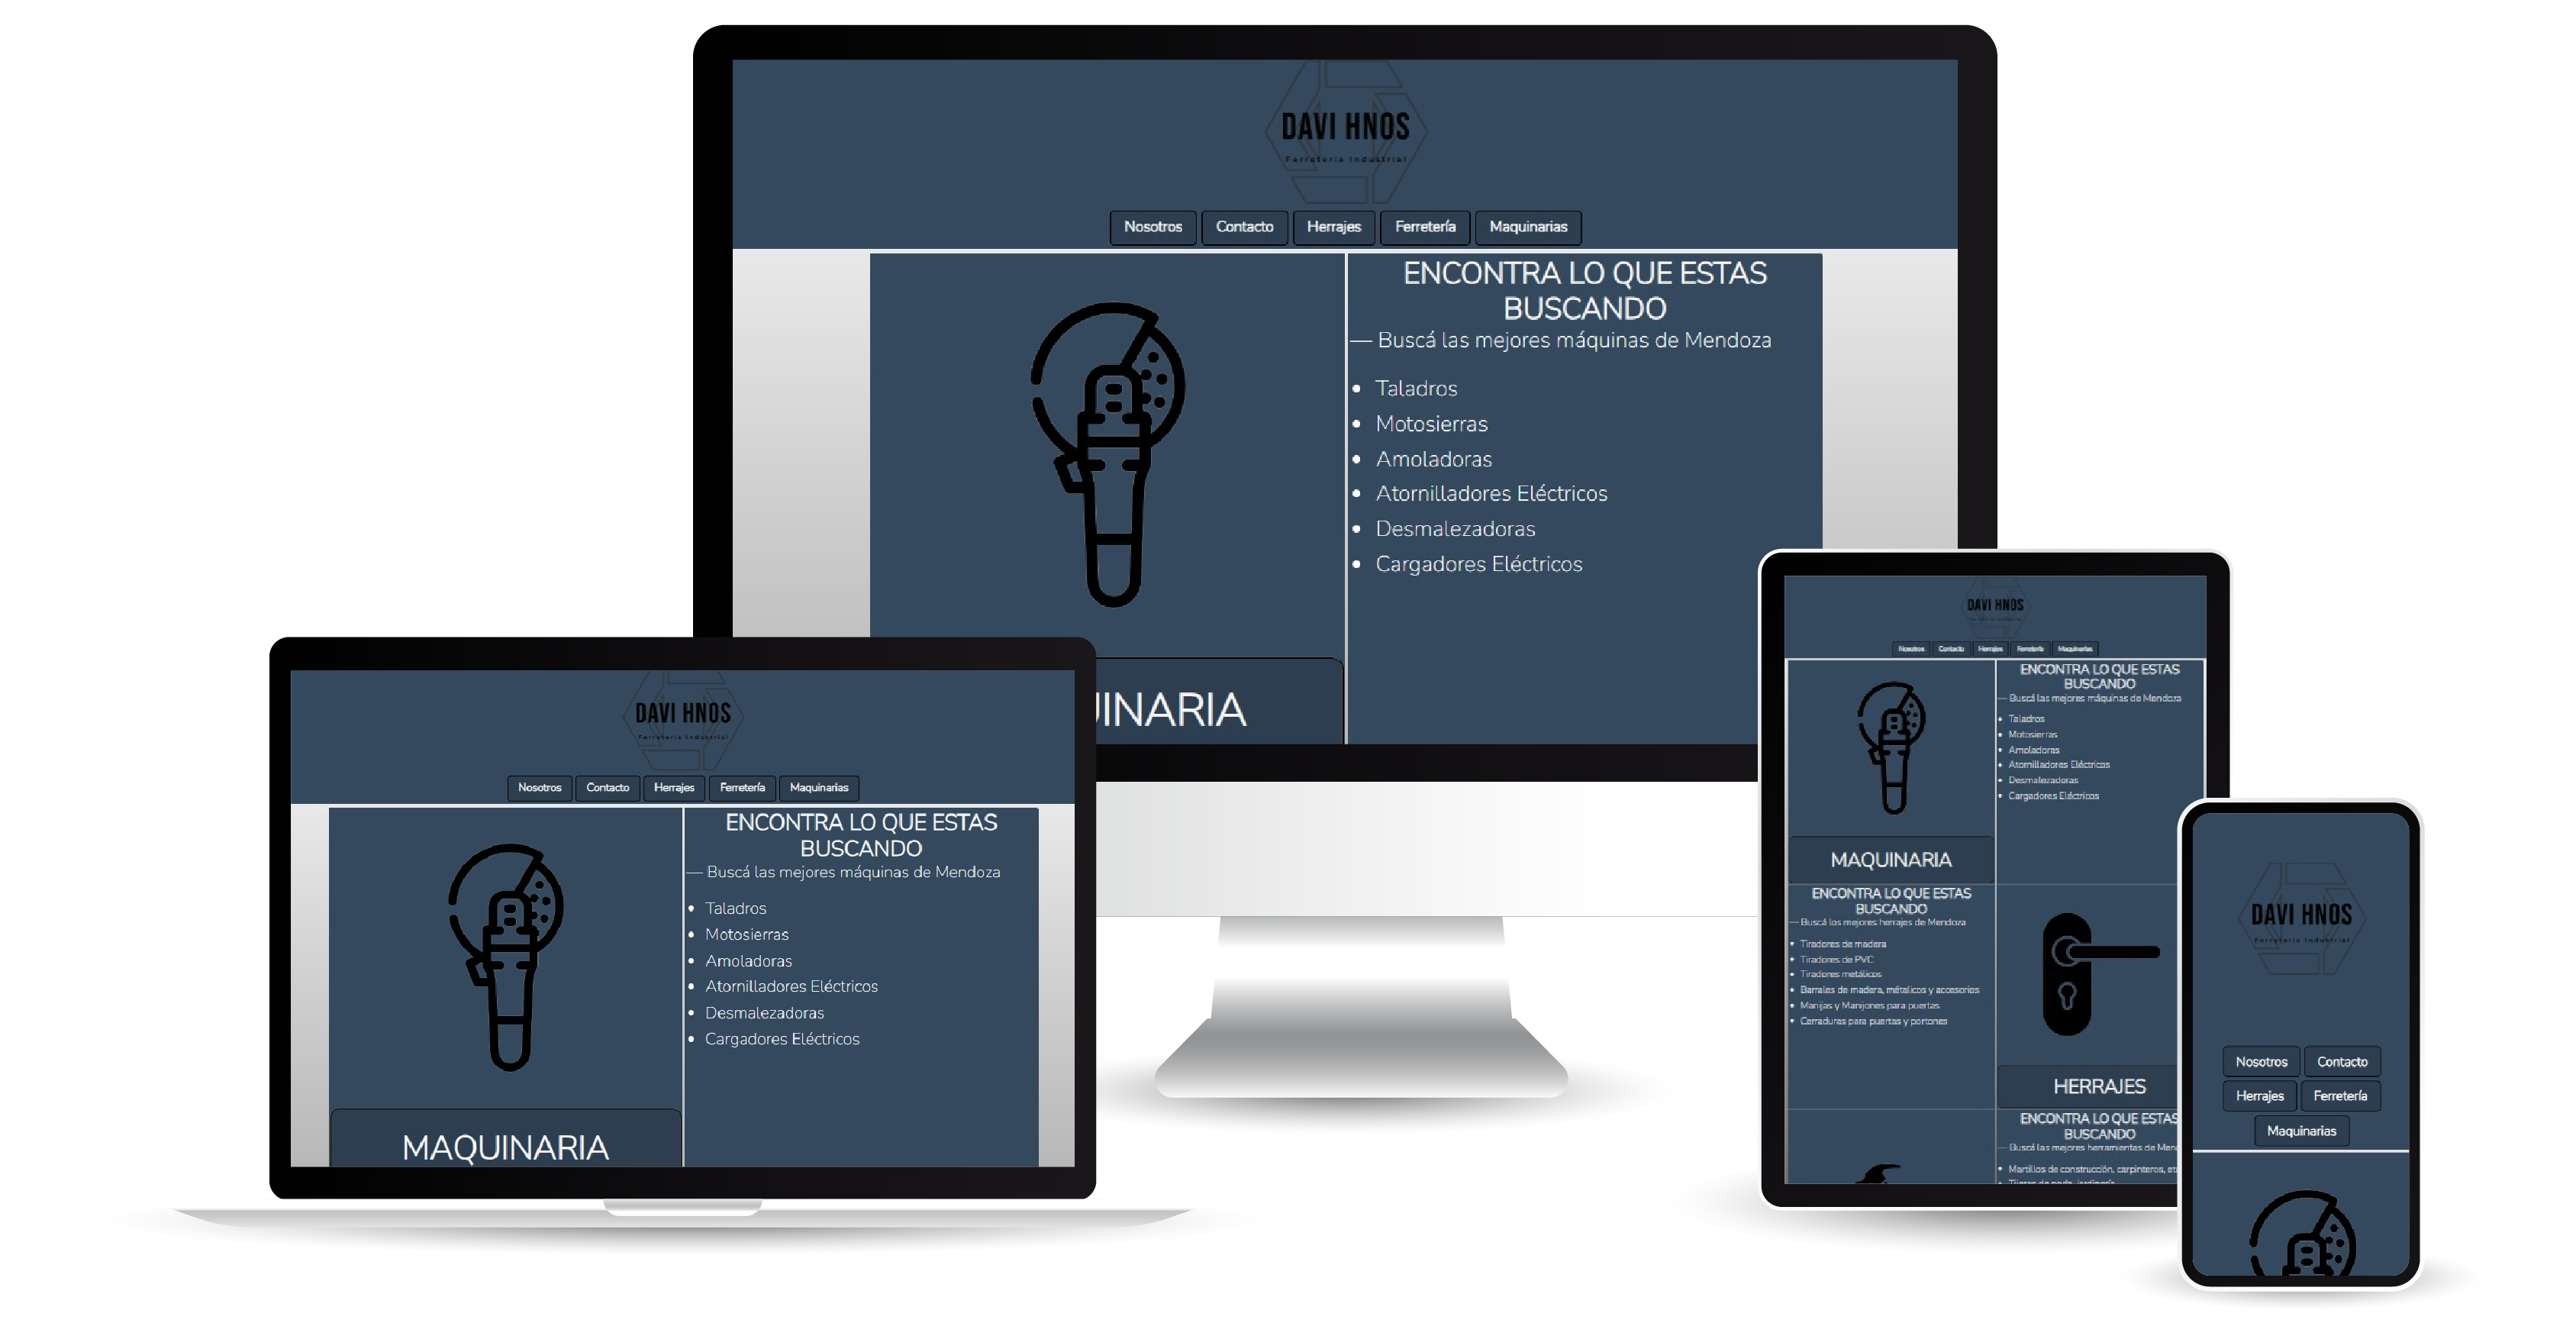 DAVI HNOS
Ferretería Industrial
Nosotros Contacto Herrajes Ferretería Maquinarias
ENCONTRA LO QUE ESTAS
BUSCANDO
— Buscá las mejores máquinas de Mendoza
• Taladros
• Motosierras
• Amoladoras
• Atornilladores Eléctricos
• Desmalezadoras
• Cargadores Eléctricos
UINARIA
DAVI HNOS
Ferretería Industrial
Nosotros Contacto Herrajes Ferretería Maquinarias
ENCONTRA LO QUE ESTAS
BUSCANDO
— Buscá las mejores máquinas de Mendoza
• Taladros
• Motosierras
• Amoladoras
• Atornilladores Eléctricos
• Desmalezadoras
• Cargadores Eléctricos
MAQUINARIA
DAVI HNOS
Nosotros Contacto Herrajes Ferretería Maquinarias
ENCONTRA LO QUE ESTAS
BUSCANDO
— Buscá las mejores máquinas de Mendoza
• Taladros
• Motosierras
• Amoladoras
• Atornilladores Eléctricos
• Desmalezadoras
• Cargadores Eléctricos
MAQUINARIA
ENCONTRA LO QUE ESTAS
BUSCANDO
— Buscá los mejores herrajes de Mendoza
• Tiradores de madera
• Tiradores de PVC
• Tiradores metálicos
• Barrales de madera, métalicos y accesorios
• Manijas y Manijones para puertas
• Cerraduras para puertas y portones
HERRAJES
ENCONTRA LO QUE ESTAS
BUSCANDO
— Buscá las mejores herramientas de Men
• Martillos de construcción, carpinteros, et
DAVI HNOS
Ferretería Industrial
Nosotros Contacto
Herrajes Ferretería
Maquinarias